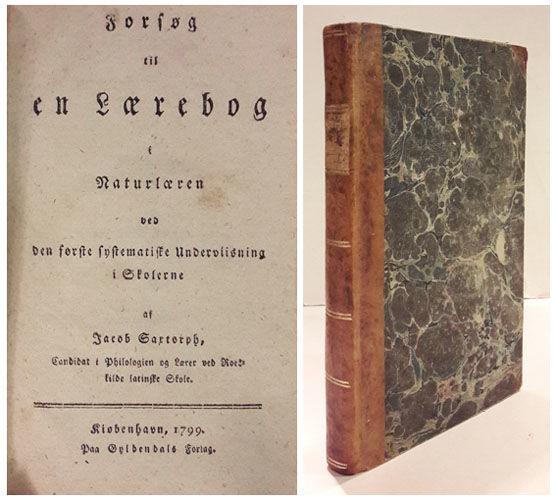 Forsøg
til
en Lærebog
i
Naturlæren
ved
den første systematiske Underviisning
i Skolerne
af
Jacob Saxtorph,
Candidat i Philologien og Lærer ved Roes-
kilde latinske Skole.
Kiøbenhavn, 1799.
Paa Gyldendals Forlag.